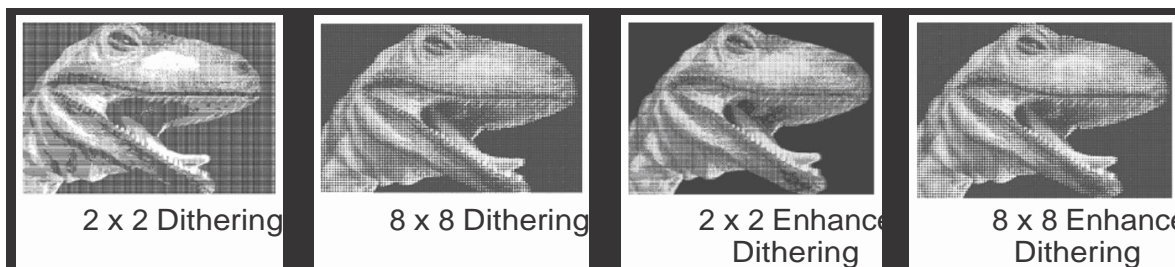 2 x 2 Dithering
8 x 8 Dithering
2 x 2 Enhance
Dithering
8 x 8 Enhance
Dithering